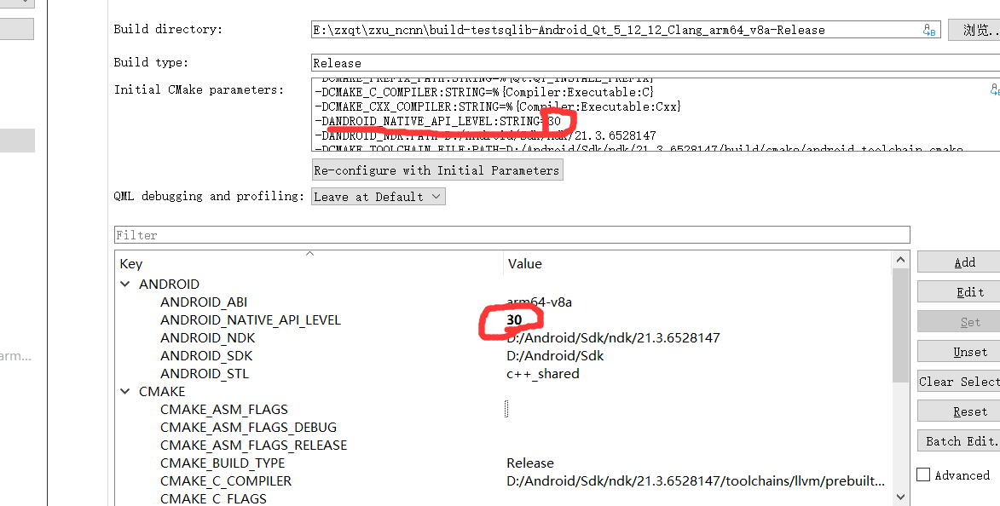 Build directory:
E:\zxqt\zxu_ncnn\build-testsqlib-Android_Qt_5_12_12_Clang_arm64_v8a-Release
浏览..
Build type:
Release
Initial CMake parameters:
-DCMAKE_PREFIX_PATH:STRING=%{Qt:QT_INSTALL_PREFIX}
-DCMAKE_C_COMPILER:STRING=%{Compiler:Executable:C}
-DCMAKE_CXX_COMPILER:STRING=%{Compiler:Executable:Cxx}
-DANDROID_NATIVE_API_LEVEL:STRING=30
-DANDROID_NDK:PATH=D:/Android/Sdk/ndk/21.3.6528147
-DCMAKE_TOOLCHAIN_FILE:PATH=D:/Android/Sdk/ndk/21.3.6528147/build/cmake/android.toolchain.cmake
Re-configure with Initial Parameters
QML debugging and profiling:
Leave at Default
Filter
Key Value
ANDROID
ANDROID_ABI arm64-v8a
ANDROID_NATIVE_API_LEVEL 30
ANDROID_NDK D:/Android/Sdk/ndk/21.3.6528147
ANDROID_SDK D:/Android/Sdk
ANDROID_STL c++_shared
CMAKE
CMAKE_ASM_FLAGS
CMAKE_ASM_FLAGS_DEBUG
CMAKE_ASM_FLAGS_RELEASE
CMAKE_BUILD_TYPE Release
CMAKE_C_COMPILER D:/Android/Sdk/ndk/21.3.6528147/toolchains/llvm/prebuilt...
CMAKE_C_FLAGS
Add
Edit
Set
Unset
Clear Select
Reset
Batch Edit.
Advanced
arm...